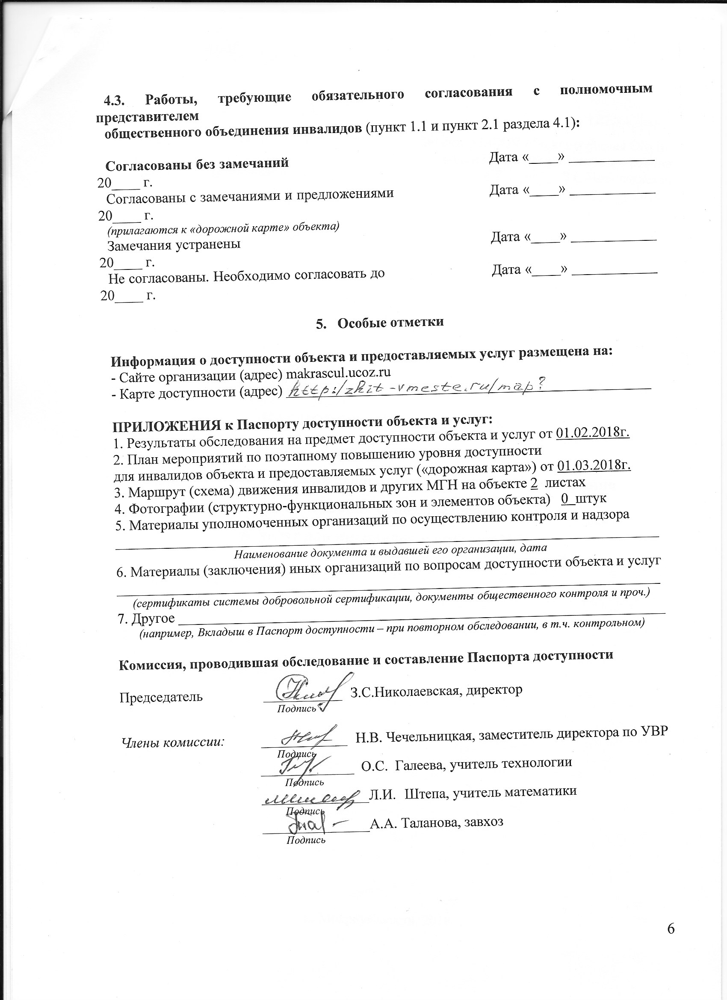 4.3. Работы, требующие обязательного согласования с полномочным
представителем
общественного объединения инвалидов (пункт 1.1 и пункт 2.1 раздела 4.1):
Согласованы без замечаний Дата «____» ____________
20____ г.
Согласованы с замечаниями и предложениями Дата «____» ____________
20____ г.
(прилагаются к «дорожной карте» объекта)
Замечания устранены Дата «____» ____________
20____ г.
Не согласованы. Необходимо согласовать до Дата «____» ____________
20____ г.
5. Особые отметки
Информация о доступности объекта и предоставляемых услуг размещена на:
- Сайте организации (адрес) makrascul.ucoz.ru
- Карте доступности (адрес) http:/zhit-vmeste.ru/map?
ПРИЛОЖЕНИЯ к Паспорту доступности объекта и услуг:
1. Результаты обследования на предмет доступности объекта и услуг от 01.02.2018г.
2. План мероприятий по поэтапному повышению уровня доступности
для инвалидов объекта и предоставляемых услуг («дорожная карта») от 01.03.2018г.
3. Маршрут (схема) движения инвалидов и других МГН на объекте 2 листах
4. Фотографии (структурно-функциональных зон и элементов объекта) 0_штук
5. Материалы уполномоченных организаций по осуществлению контроля и надзора
Наименование документа и выдавшей его организации, дата
6. Материалы (заключения) иных организаций по вопросам доступности объекта и услуг
(сертификаты системы добровольной сертификации, документы общественного контроля и проч.)
7. Другое ____________
(например, Вкладыш в Паспорт доступности – при повторном обследовании, в т.ч. контрольном)
Комиссия, проводившая обследование и составление Паспорта доступности
Председатель З.С.Николаевская, директор
Подпись
Члены комиссии: Н.В. Чечельницкая, заместитель директора по УВР
Подпись
О.С. Галеева, учитель технологии
Подпись
Л.И. Штепа, учитель математики
Подпись
А.А. Таланова, завхоз
Подпись
6